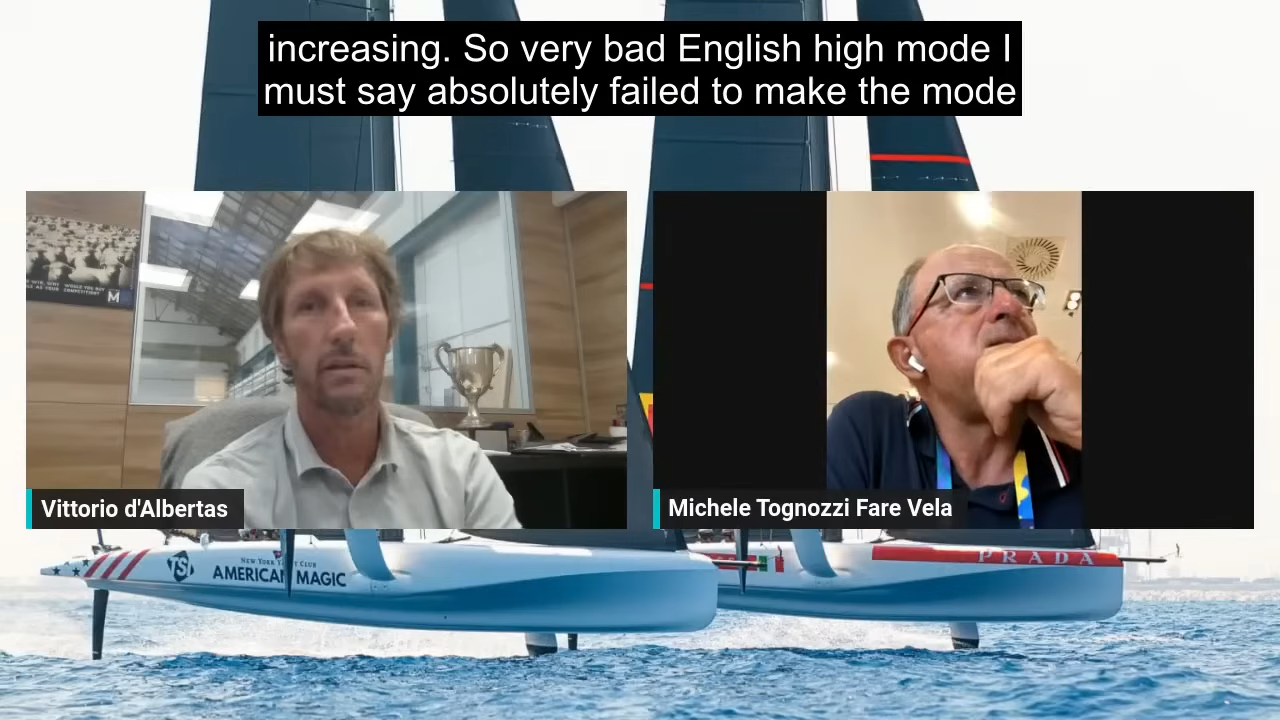 increasing. So very bad English high mode I
must say absolutely failed to make the mode
M
Vittorio d'Albertas
Michele Tognozzi Fare Vela
NEW YORK YACHT CLUB
AMERICAN MAGIC
PRADA